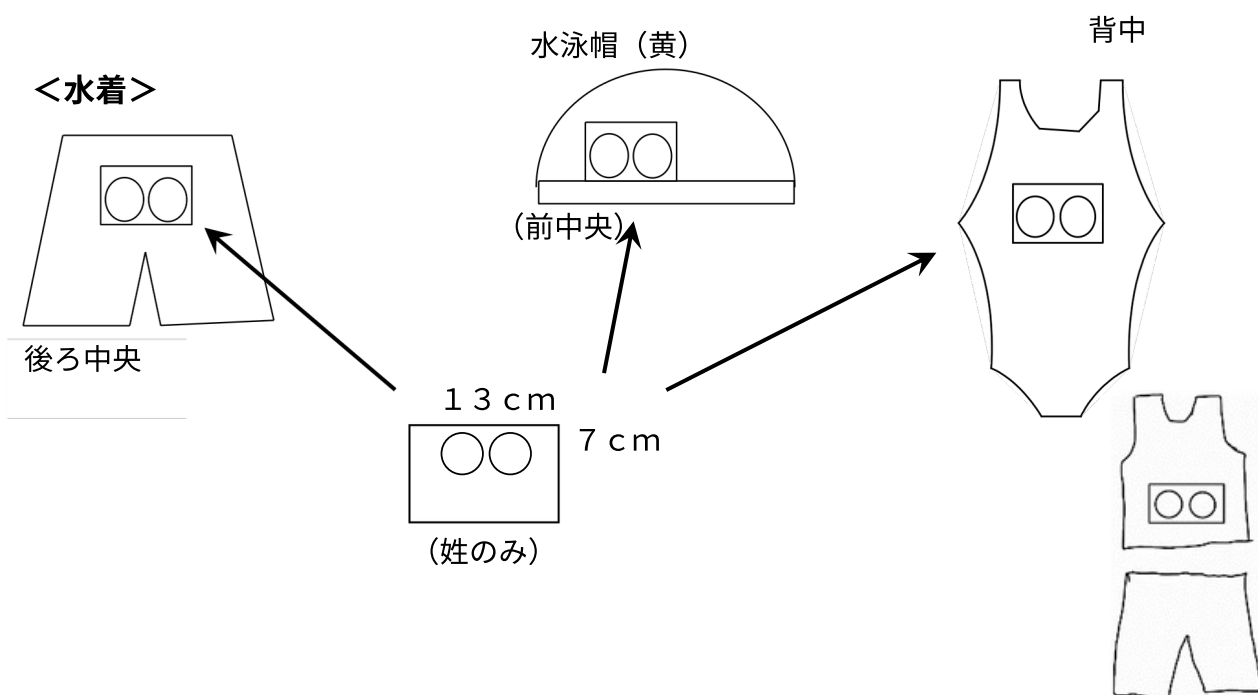 背中
水泳帽（黄）
＜水着＞
（前中央）
後ろ中央
１３ｃｍ
７ｃｍ
（姓のみ）